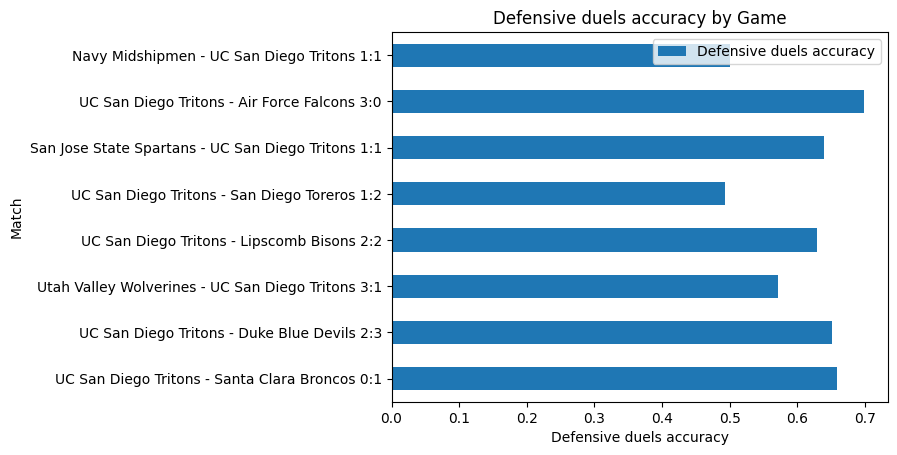 Defensive duels accuracy by Game
Defensive duels accuracy
Match
Navy Midshipmen - UC San Diego Tritons 1:1
UC San Diego Tritons - Air Force Falcons 3:0
San Jose State Spartans - UC San Diego Tritons 1:1
UC San Diego Tritons - San Diego Toreros 1:2
UC San Diego Tritons - Lipscomb Bisons 2:2
Utah Valley Wolverines - UC San Diego Tritons 3:1
UC San Diego Tritons - Duke Blue Devils 2:3
UC San Diego Tritons - Santa Clara Broncos 0:1
0.0 0.1 0.2 0.3 0.4 0.5 0.6 0.7
Defensive duels accuracy